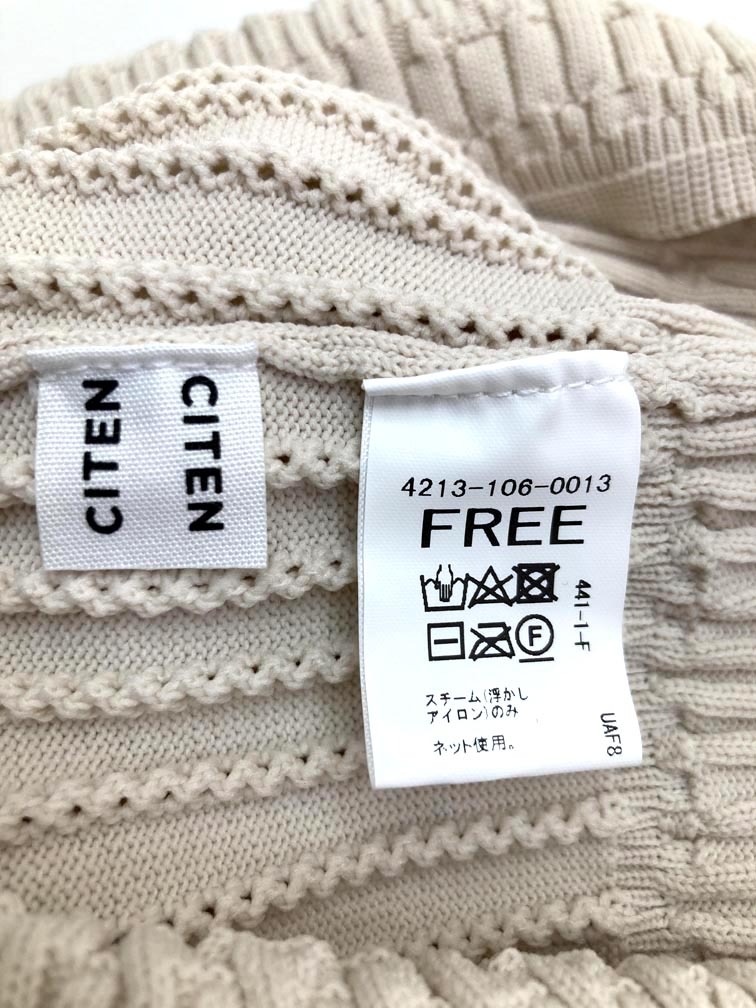 CITEN
CITEN
4213-106-0013
FREE
F
441-1-F
スチーム(浮かし
アイロン)のみ
ネット使用。
UAF8